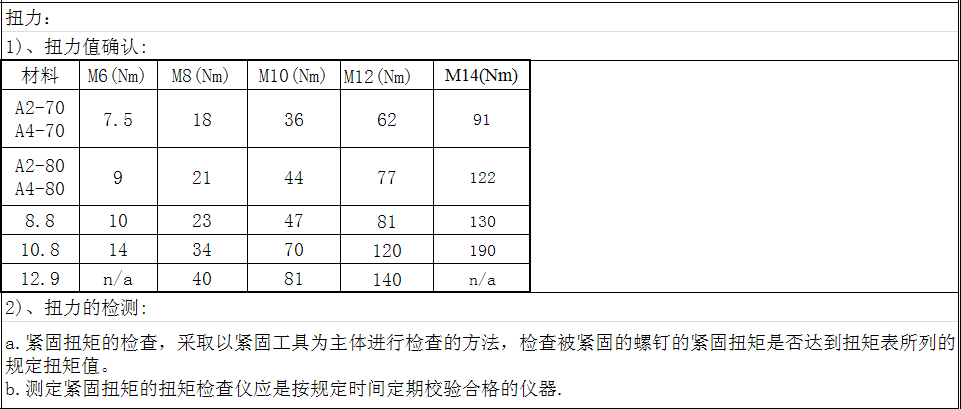 扭力：
1)、扭力值确认:
材料 M6(Nm) M8(Nm) M10(Nm) M12(Nm) M14(Nm)
A2-70
A4-70 7.5 18 36 62 91
A2-80
A4-80 9 21 44 77 122
8.8 10 23 47 81 130
10.8 14 34 70 120 190
12.9 n/a 40 81 140 n/a
2)、扭力的检测:
a.紧固扭矩的检查，采取以紧固工具为主体进行检查的方法，检查被紧固的螺钉的紧固扭矩是否达到扭矩表所列的
规定扭矩值。
b.测定紧固扭矩的扭矩检查仪应是按规定时间定期校验合格的仪器.